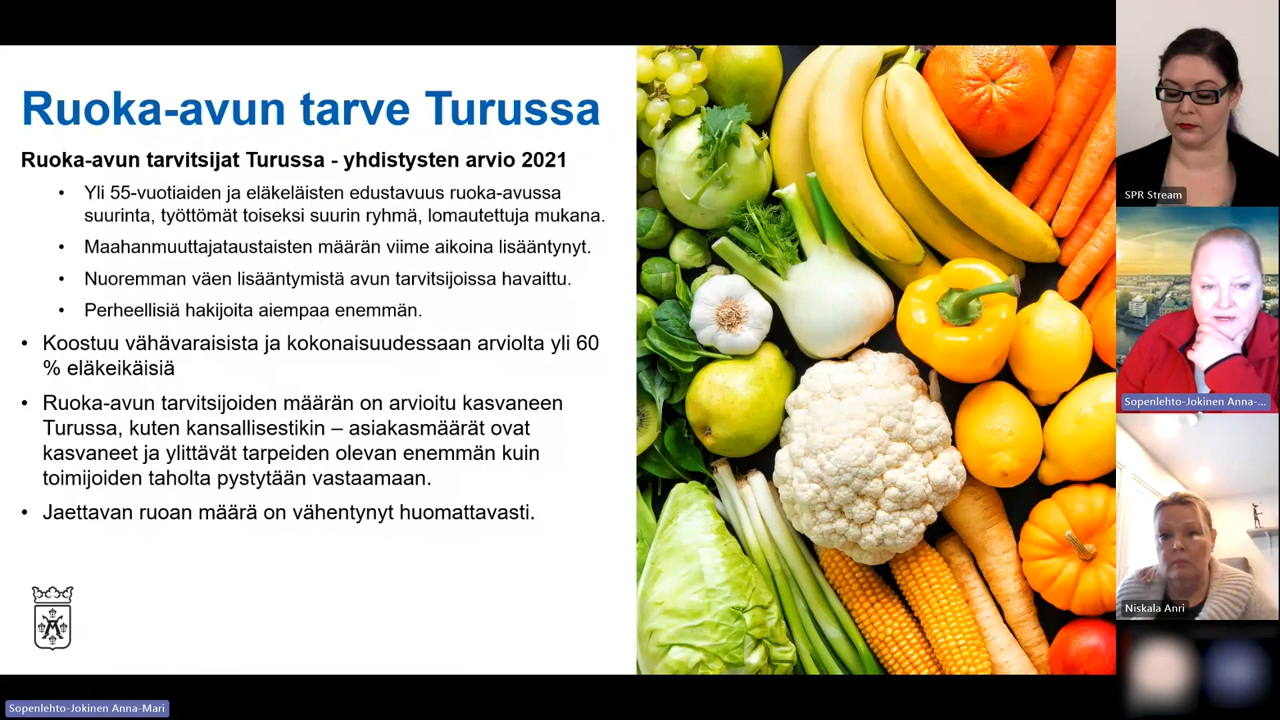 Ruoka-avun tarve Turussa
Ruoka-avun tarvitsijat Turussa - yhdistysten arvio 2021
• Yli 55-vuotiaiden ja eläkeläisten edustavuus ruoka-avussa
suurinta, työttömät toiseksi suurin ryhmä, lomautettuja mukana.
• Maahanmuuttajataustaisten määrän viime aikoina lisääntynyt.
• Nuoremman väen lisääntymistä avun tarvitsijoissa havaittu.
• Perheellisiä hakijoita aiempaa enemmän.
• Koostuu vähävaraisista ja kokonaisuudessaan arviolta yli 60
% eläkeikäisiä
• Ruoka-avun tarvitsijoiden määrän on arvioitu kasvaneen
Turussa, kuten kansallisestikin – asiakasmäärät ovat
kasvaneet ja ylittävät tarpeiden olevan enemmän kuin
toimijoiden taholta pystytään vastaamaan.
• Jaettavan ruoan määrä on vähentynyt huomattavasti.
SPR Stream
Sopenlehto-Jokinen Anna-...
Niskala Anri
Sopenlehto-Jokinen Anna-Mari